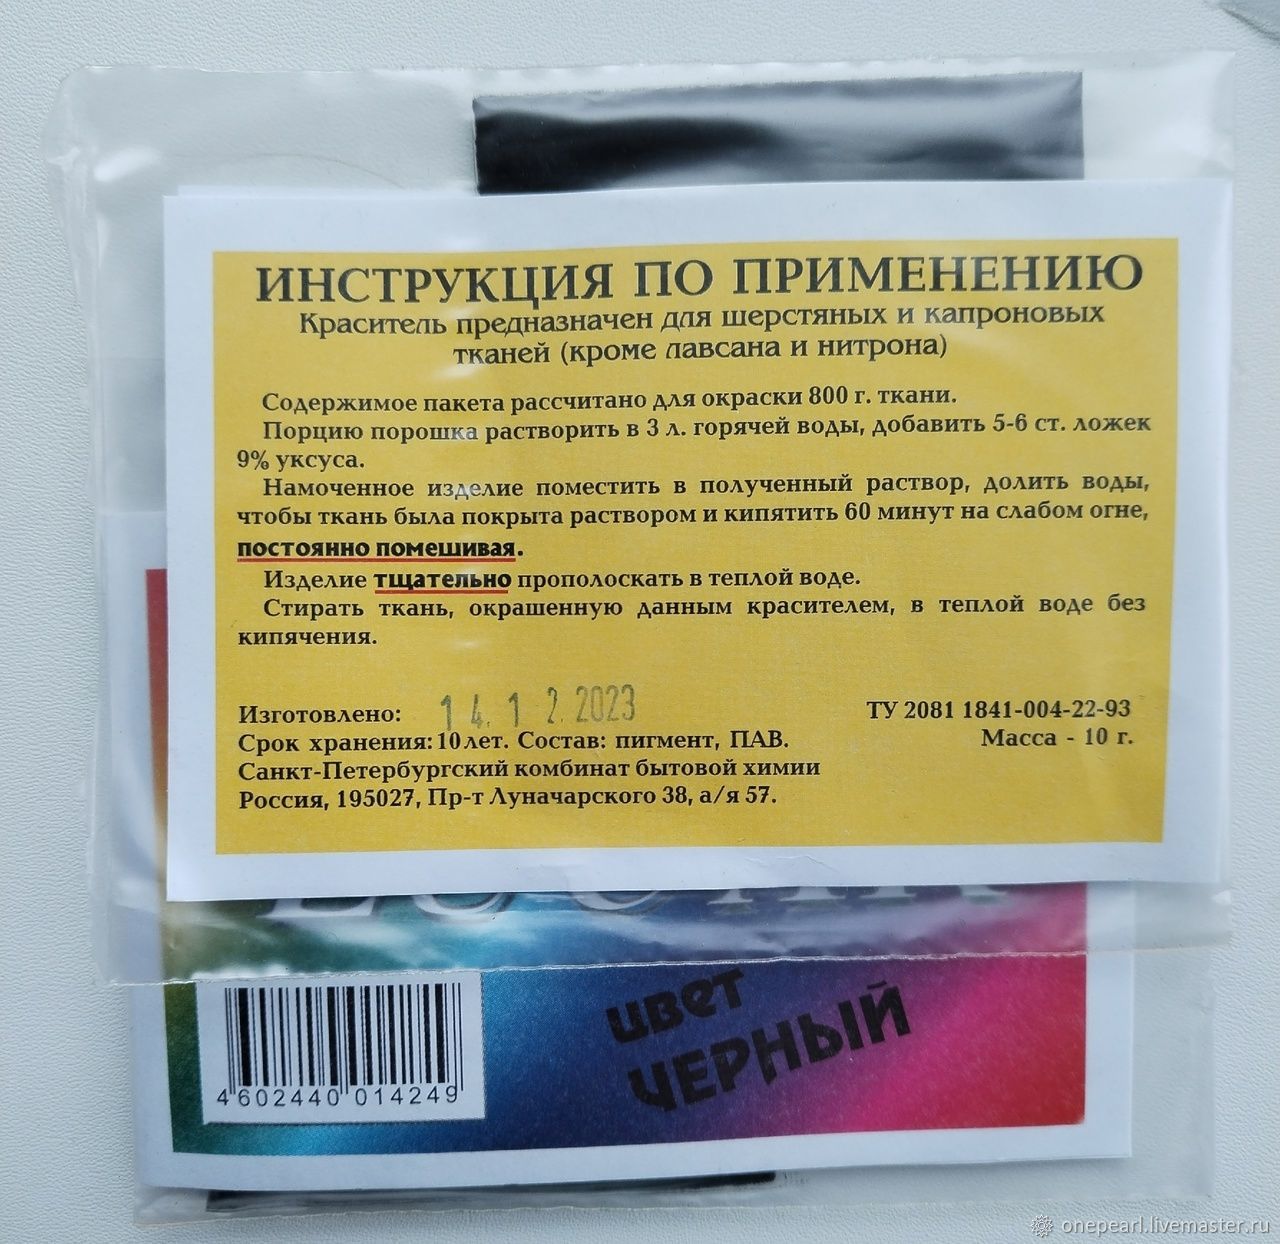 ИНСТРУКЦИЯ ПО ПРИМЕНЕНИЮ
Краситель предназначен для шерстяных и капроновых
тканей (кроме лавсана и нитрона)
Содержимое пакета рассчитано для окраски 800 г. ткани.
Порцию порошка растворить в 3 л. горячей воды, добавить 5-6 ст. ложек
9% уксуса.
Намоченное изделие поместить в полученный раствор, долить воды,
чтобы ткань была покрыта раствором и кипятить 60 минут на слабом огне,
постоянно помешивая.
Изделие тщательно прополоскать в теплой воде.
Стирать ткань, окрашенную данным красителем, в теплой воде без
кипячения.
Изготовлено: 14.12.2023
ТУ 2081 1841-004-22-93
Срок хранения: 10 лет. Состав: пигмент, ПАВ.
Масса - 10 г.
Санкт-Петербургский комбинат бытовой химии
Россия, 195027, Пр-т Луначарского 38, а/я 57.
цвет
ЧЕРНЫЙ
4 602440 014249
onepearl.livemaster.ru